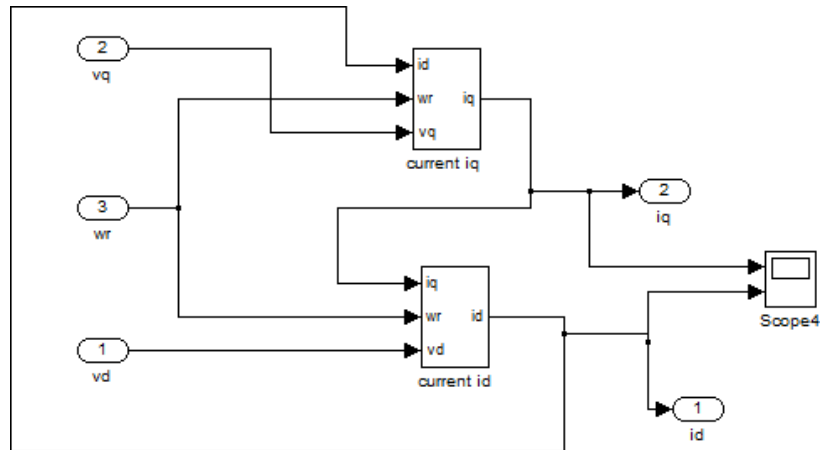 2
vq
id
wr
iq
vq
current iq
3
wr
2
iq
iq
wr
id
vd
current id
Scope4
1
vd
1
id